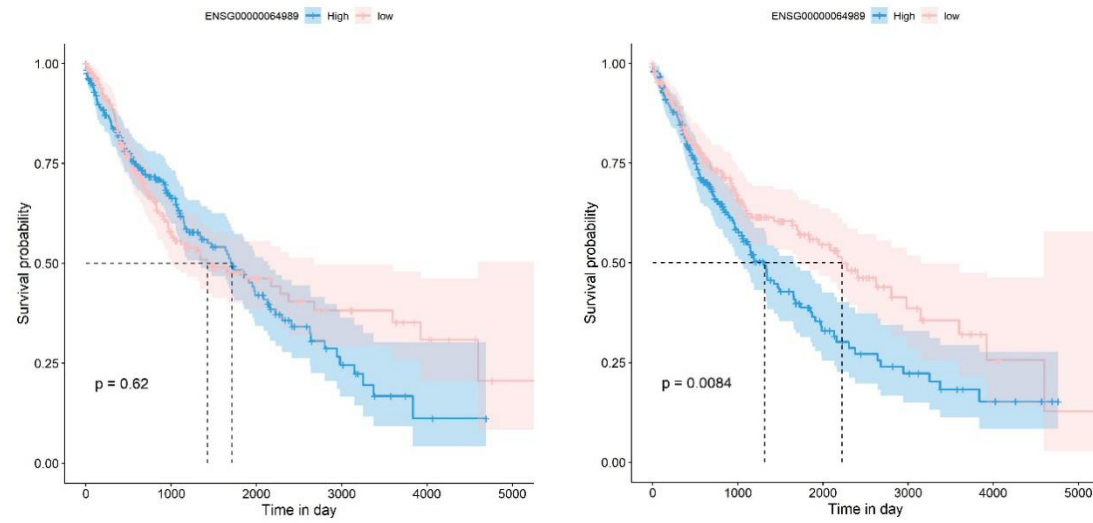 ENSG00000064989 High low
1.00
0.75
0.50
0.25
0.00
Survival probability
p = 0.62
0 1000 2000 3000 4000 5000
Time in day
ENSG00000064989 High low
1.00
0.75
0.50
0.25
0.00
Survival probability
p = 0.0084
0 1000 2000 3000 4000 5000
Time in day